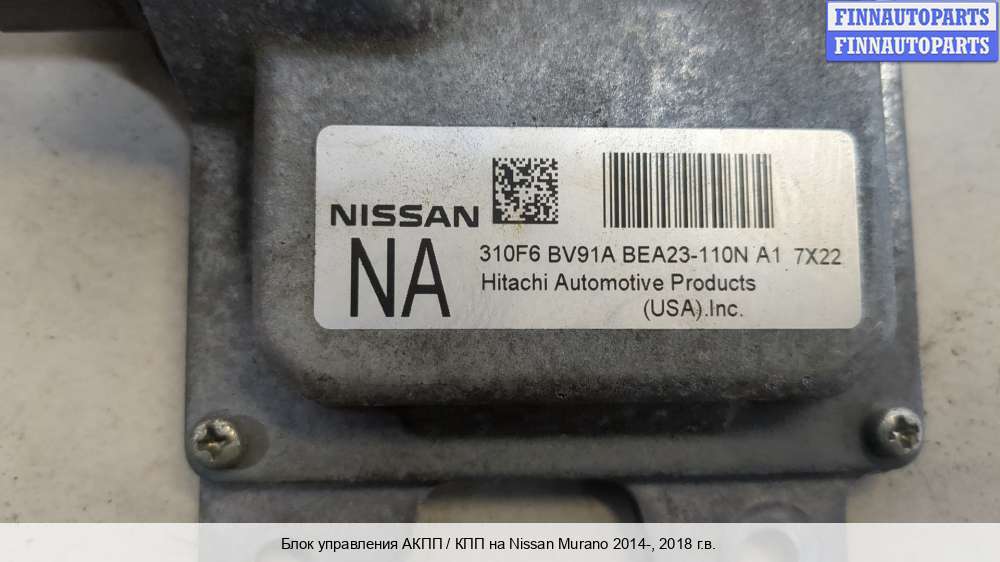 FINNAUTOPARTS
FINNAUTOPARTS
NISSAN
NA
310F6 BV91A BEA23-110N A1 7X22
Hitachi Automotive Products
(USA).Inc.
Блок управления АКПП / КПП на Nissan Murano 2014-, 2018 г.в.